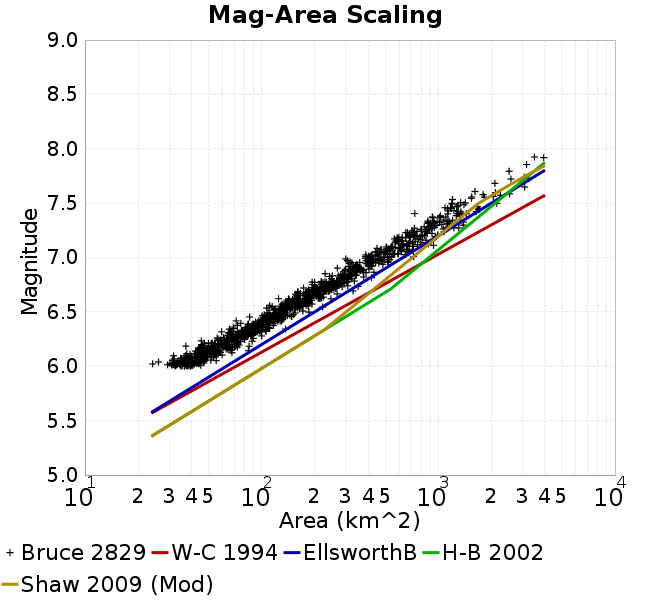 Mag-Area Scaling
9.0
8.5
8.0
7.5
7.0
6.5
6.0
5.5
5.0
Magnitude
10^1 2 3 4 5 10^2 2 3 4 5 10^3 2 3 4 5 10^4
Area (km^2)
Bruce 2829 W-C 1994 EllsworthB H-B 2002
Shaw 2009 (Mod)